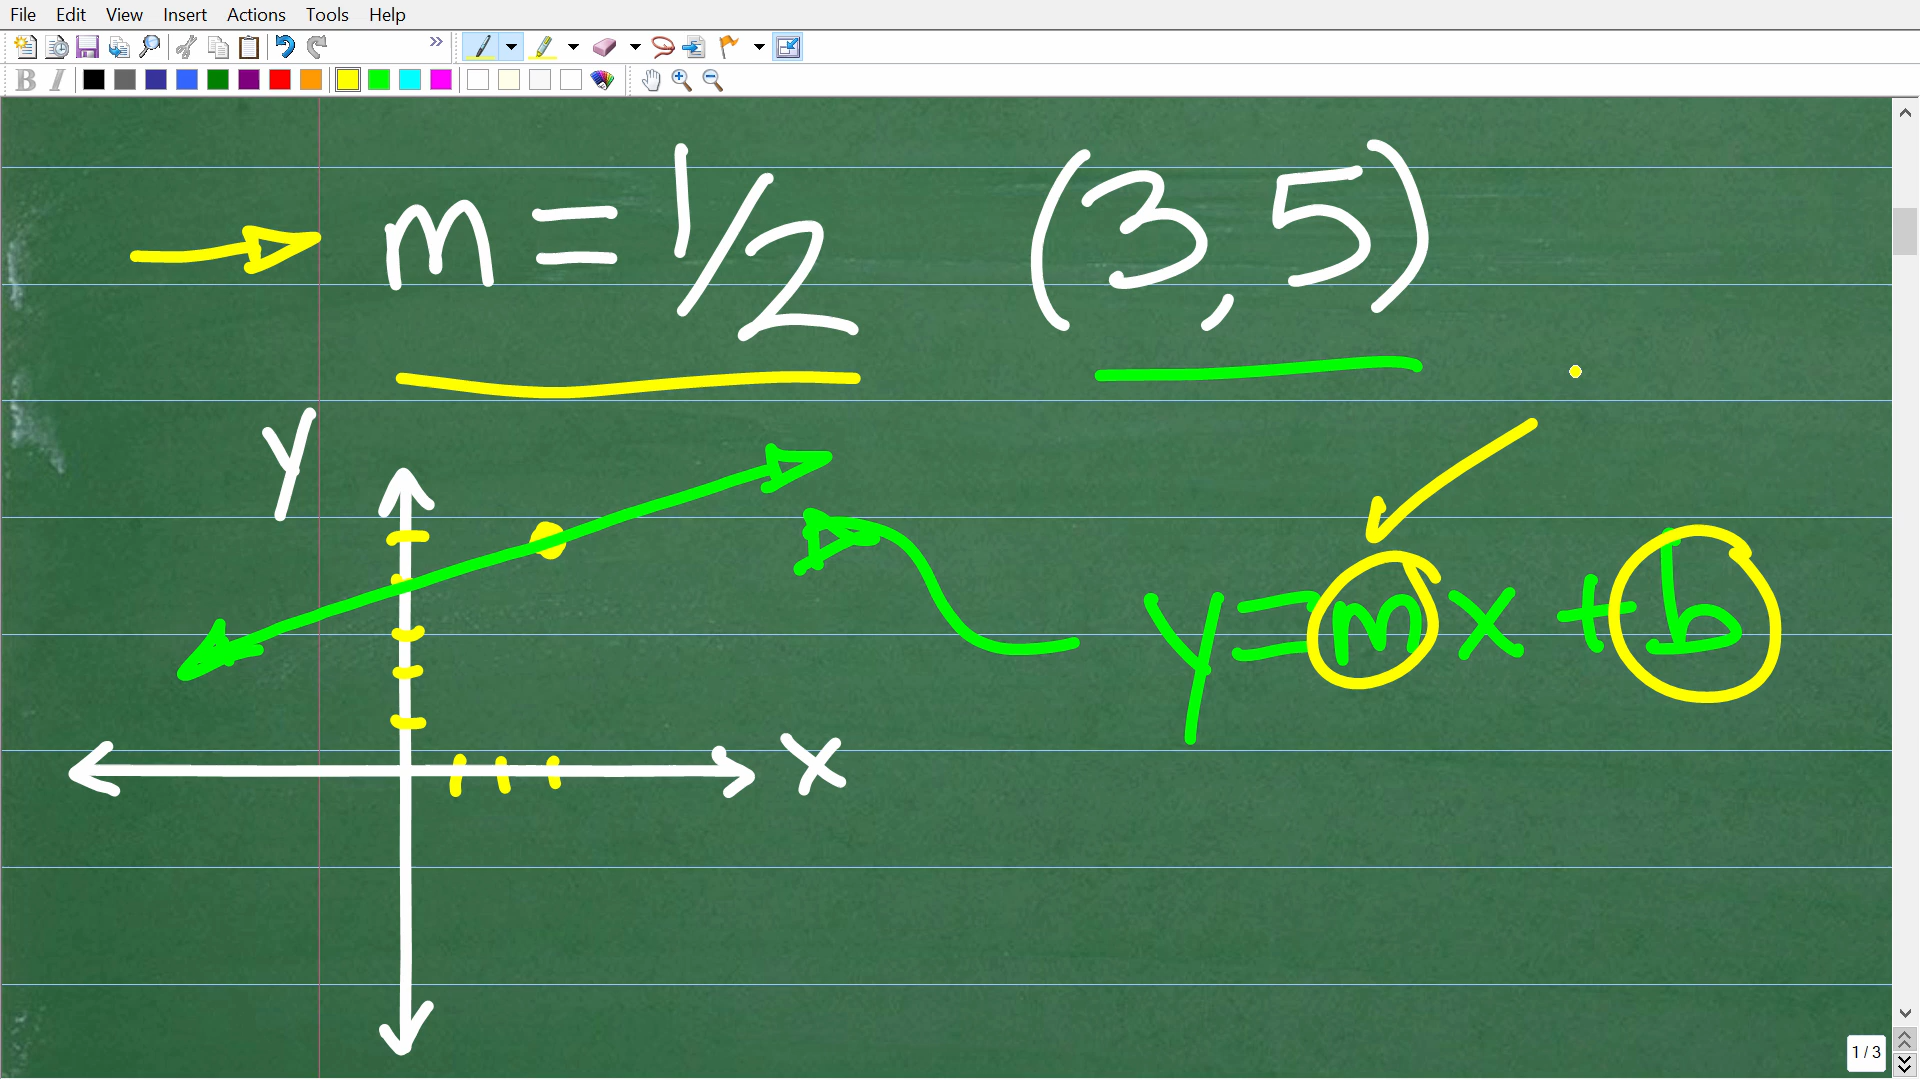 File Edit View Insert Actions Tools Help
B I
m = 1/2 (3,5)
y
y = mx + b
x
1 / 3